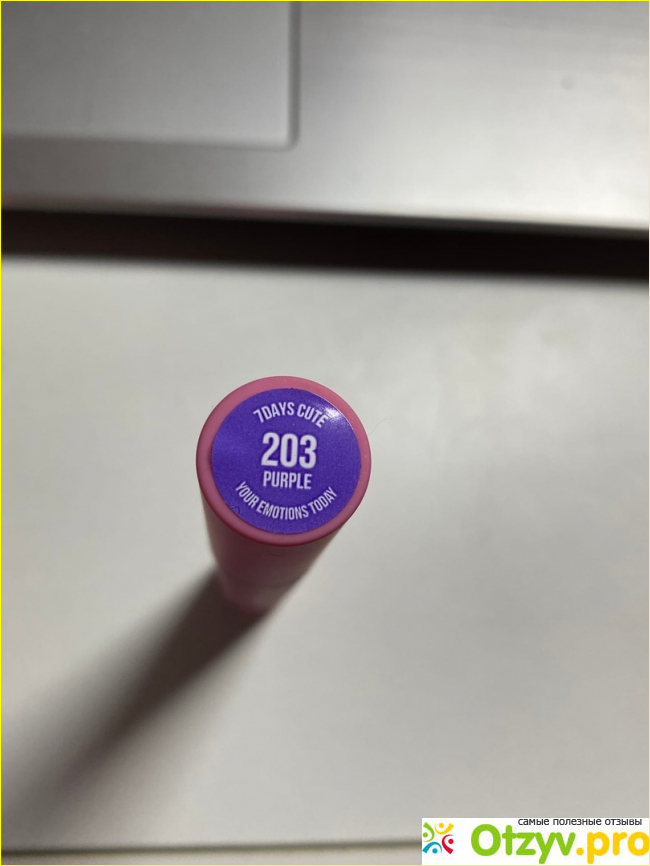 7DAYS CUTE
203
PURPLE
YOUR EMOTIONS TODAY
самые полезные отзывы
Otzyv.pro